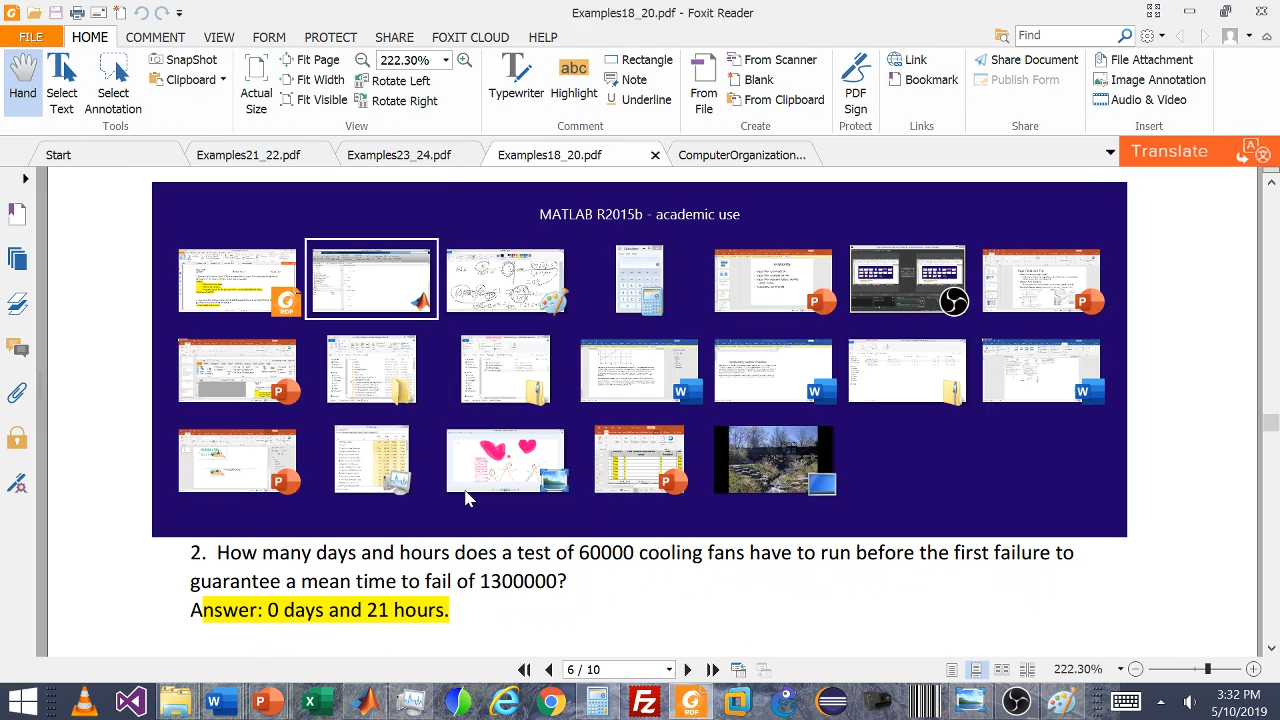 Examples18_20.pdf - Foxit Reader
FILE HOME COMMENT VIEW FORM PROTECT SHARE FOXIT CLOUD HELP Find
Hand
Select Text
Select Annotation
SnapShot
Clipboard
Tools
Actual Size
Fit Page
Fit Width
Fit Visible
222.30%
Rotate Left
Rotate Right
View
Typewriter
Highlight
Rectangle
Note
Underline
Comment
From File
From Scanner
Blank
From Clipboard
Create
PDF Sign
Protect
Link
Bookmark
Links
Share Document
Publish Form
Share
File Attachment
Image Annotation
Audio & Video
Insert
Start Examples21_22.pdf Examples23_24.pdf Examples18_20.pdf ComputerOrganization... Translate
MATLAB R2015b - academic use
2. How many days and hours does a test of 60000 cooling fans have to run before the first failure to
guarantee a mean time to fail of 1300000?
Answer: 0 days and 21 hours.
6 / 10 222.30%
3:32 PM
5/10/2019